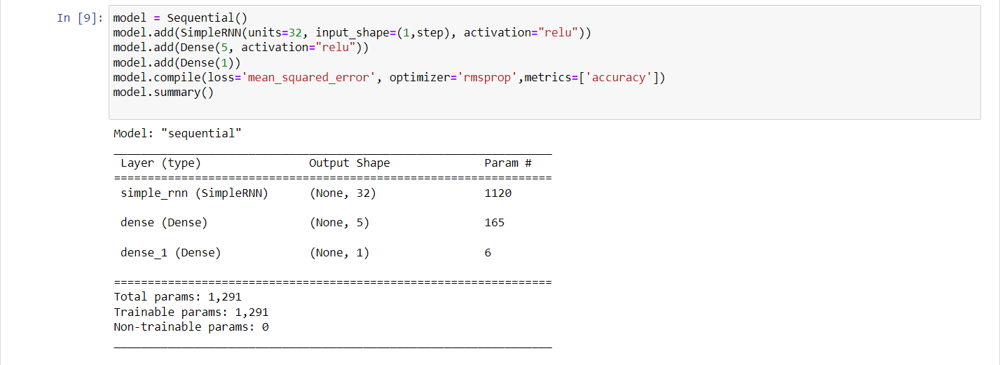 In [9]: model = Sequential()
model.add(SimpleRNN(units=32, input_shape=(1,step), activation="relu"))
model.add(Dense(5, activation="relu"))
model.add(Dense(1))
model.compile(loss='mean_squared_error', optimizer='rmsprop',metrics=['accuracy'])
model.summary()
Model: "sequential"
_________________________________________________________________
Layer (type) Output Shape Param #
=================================================================
simple_rnn (SimpleRNN) (None, 32) 1120
dense (Dense) (None, 5) 165
dense_1 (Dense) (None, 1) 6
=================================================================
Total params: 1,291
Trainable params: 1,291
Non-trainable params: 0
_________________________________________________________________